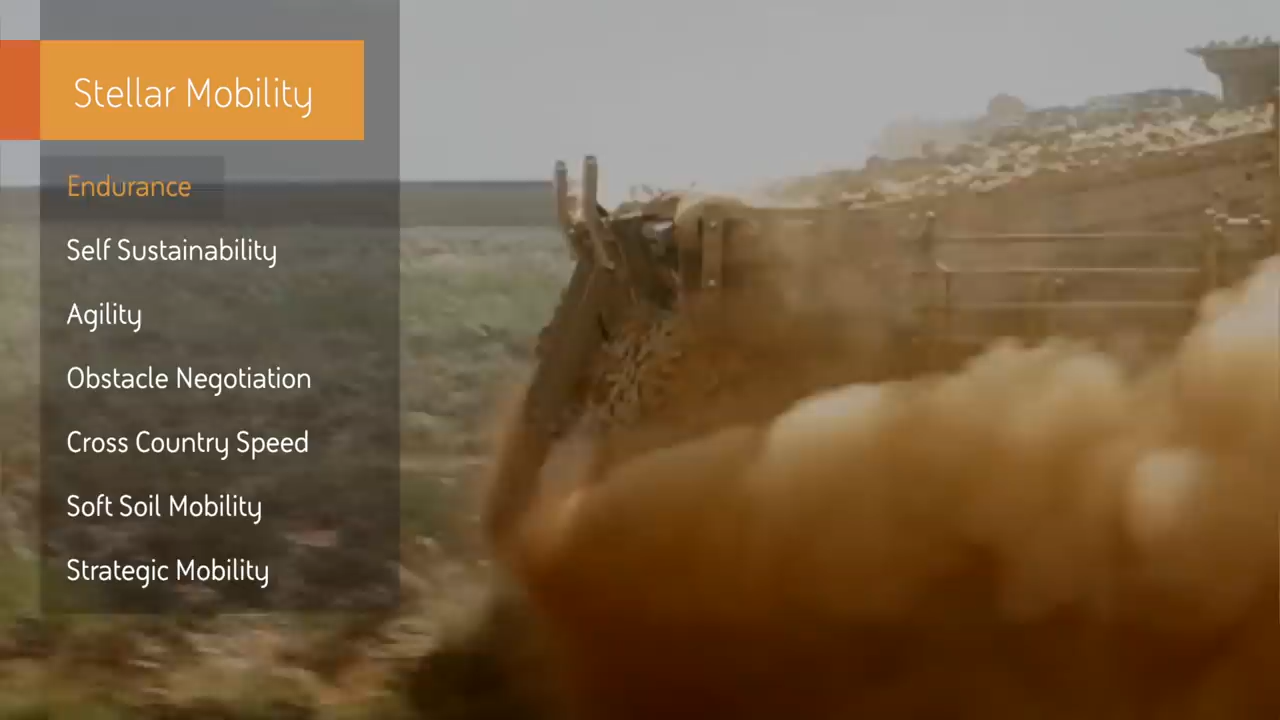 Stellar Mobility
Endurance
Self Sustainability
Agility
Obstacle Negotiation
Cross Country Speed
Soft Soil Mobility
Strategic Mobility